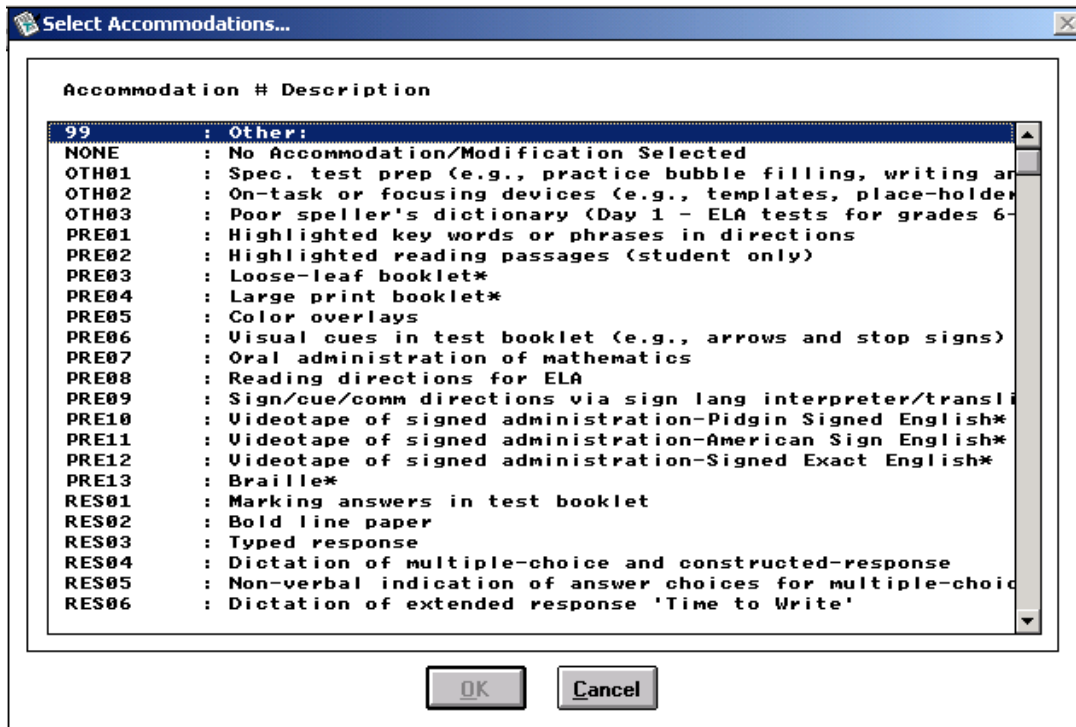 Select Accommodations...
Accommodation # Description
99 : Other:
NONE : No Accommodation/Modification Selected
OTH01 : Spec. test prep (e.g., practice bubble filling, writing an
OTH02 : On-task or focusing devices (e.g., templates, place-holder
OTH03 : Poor speller's dictionary (Day 1 - ELA tests for grades 6-
PRE01 : Highlighted key words or phrases in directions
PRE02 : Highlighted reading passages (student only)
PRE03 : Loose-leaf booklet*
PRE04 : Large print booklet*
PRE05 : Color overlays
PRE06 : Visual cues in test booklet (e.g., arrows and stop signs)
PRE07 : Oral administration of mathematics
PRE08 : Reading directions for ELA
PRE09 : Sign/cue/comm directions via sign lang interpreter/transli
PRE10 : Videotape of signed administration-Pidgin Signed English*
PRE11 : Videotape of signed administration-American Sign English*
PRE12 : Videotape of signed administration-Signed Exact English*
PRE13 : Braille*
RES01 : Marking answers in test booklet
RES02 : Bold line paper
RES03 : Typed response
RES04 : Dictation of multiple-choice and constructed-response
RES05 : Non-verbal indication of answer choices for multiple-choic
RES06 : Dictation of extended response 'Time to Write'
OK Cancel